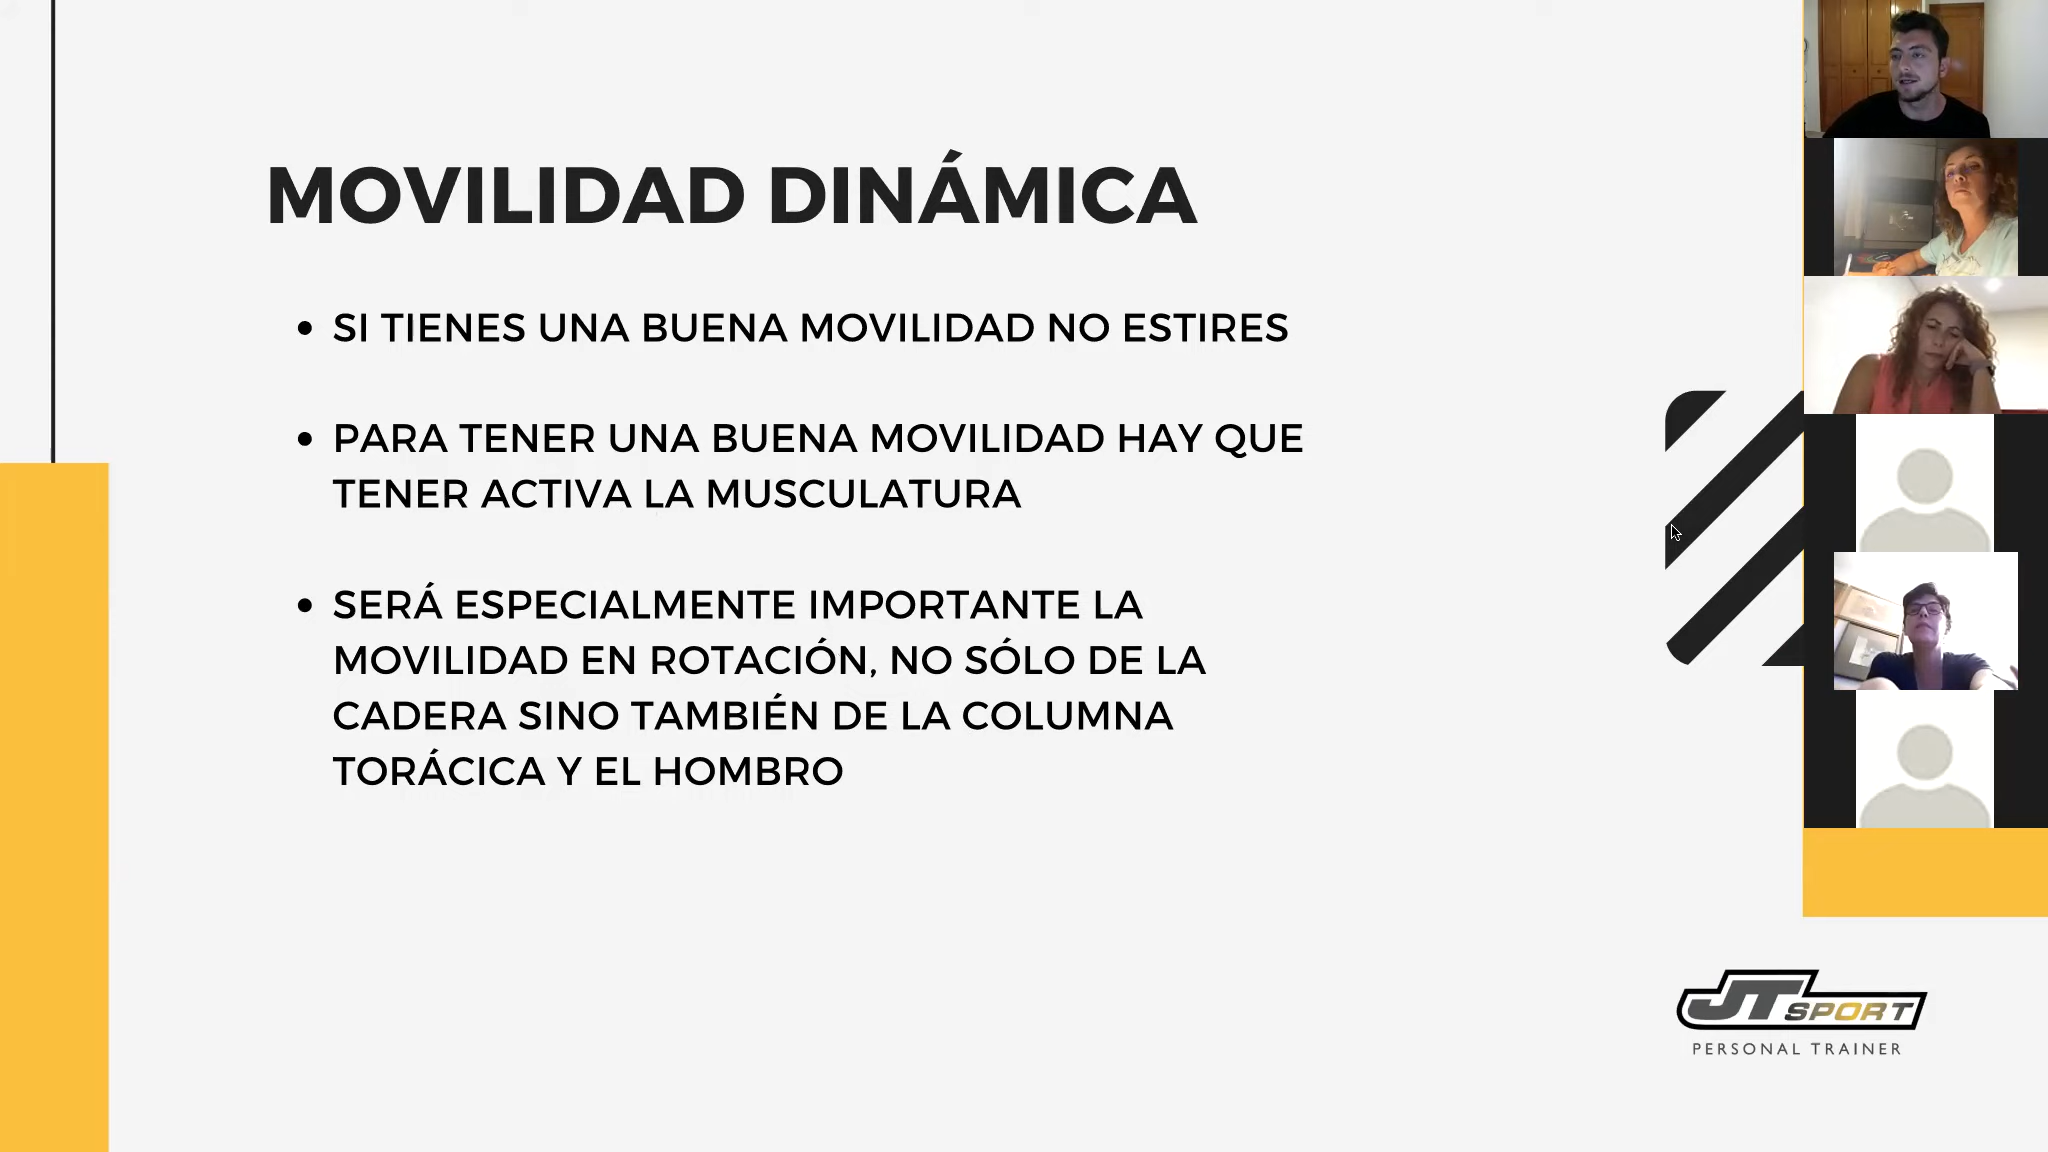 MOVILIDAD DINÁMICA
• SI TIENES UNA BUENA MOVILIDAD NO ESTIRES
• PARA TENER UNA BUENA MOVILIDAD HAY QUE
TENER ACTIVA LA MUSCULATURA
• SERÁ ESPECIALMENTE IMPORTANTE LA
MOVILIDAD EN ROTACIÓN, NO SÓLO DE LA
CADERA SINO TAMBIÉN DE LA COLUMNA
TORÁCICA Y EL HOMBRO
JT SPORT
PERSONAL TRAINER